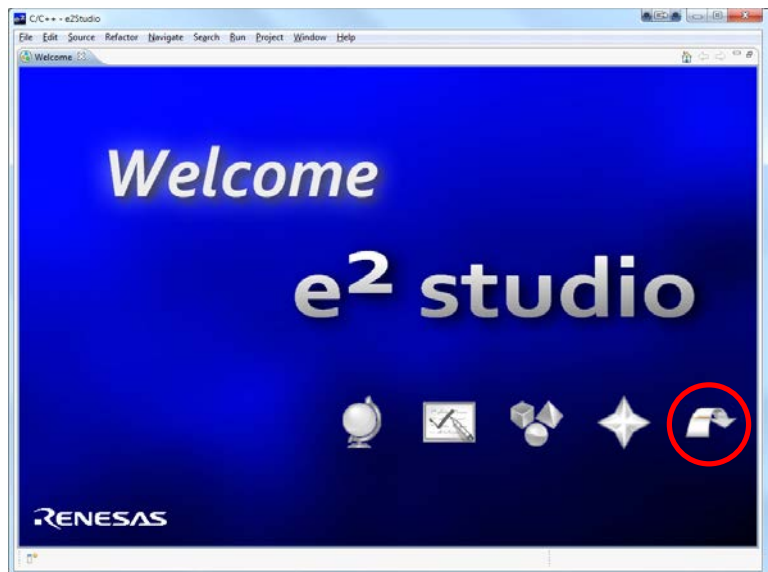 C/C++ - e2Studio
File Edit Source Refactor Navigate Search Run Project Window Help
Welcome
Welcome
e² studio
RENESAS